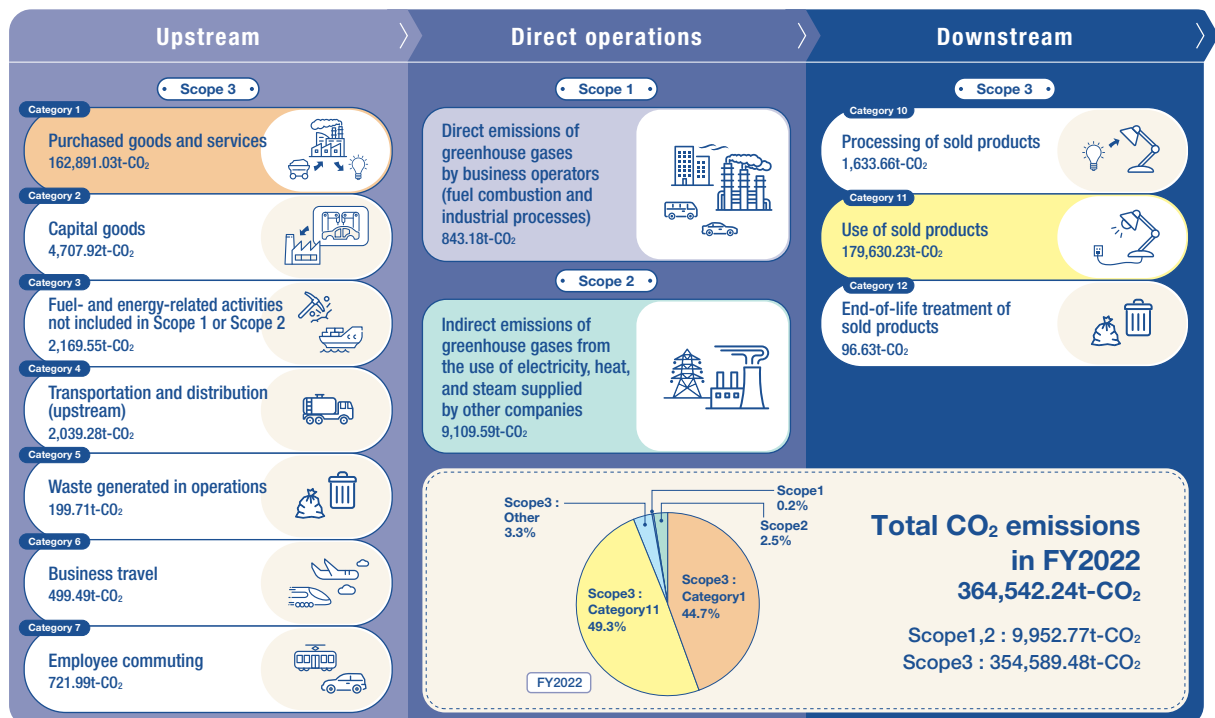 Upstream
Direct operations
Downstream
Scope 3
Category 1
Purchased goods and services
162,891.03t-CO₂
Category 2
Capital goods
4,707.92t-CO₂
Category 3
Fuel- and energy-related activities
not included in Scope 1 or Scope 2
2,169.55t-CO₂
Category 4
Transportation and distribution
(upstream)
2,039.28t-CO₂
Category 5
Waste generated in operations
199.71t-CO₂
Category 6
Business travel
499.49t-CO₂
Category 7
Employee commuting
721.99t-CO₂
Scope 1
Direct emissions of
greenhouse gases
by business operators
(fuel combustion and
industrial processes)
843.18t-CO₂
Scope 2
Indirect emissions of
greenhouse gases from
the use of electricity, heat,
and steam supplied
by other companies
9,109.59t-CO₂
Scope 3
Category 10
Processing of sold products
1,633.66t-CO₂
Category 11
Use of sold products
179,630.23t-CO₂
Category 12
End-of-life treatment of
sold products
96.63t-CO₂
Scope3 :
Other
3.3%
Scope1
0.2%
Scope2
2.5%
Scope3 :
Category11
49.3%
Scope3 :
Category1
44.7%
FY2022
Total CO₂ emissions
in FY2022
364,542.24t-CO₂
Scope1,2 : 9,952.77t-CO₂
Scope3 : 354,589.48t-CO₂